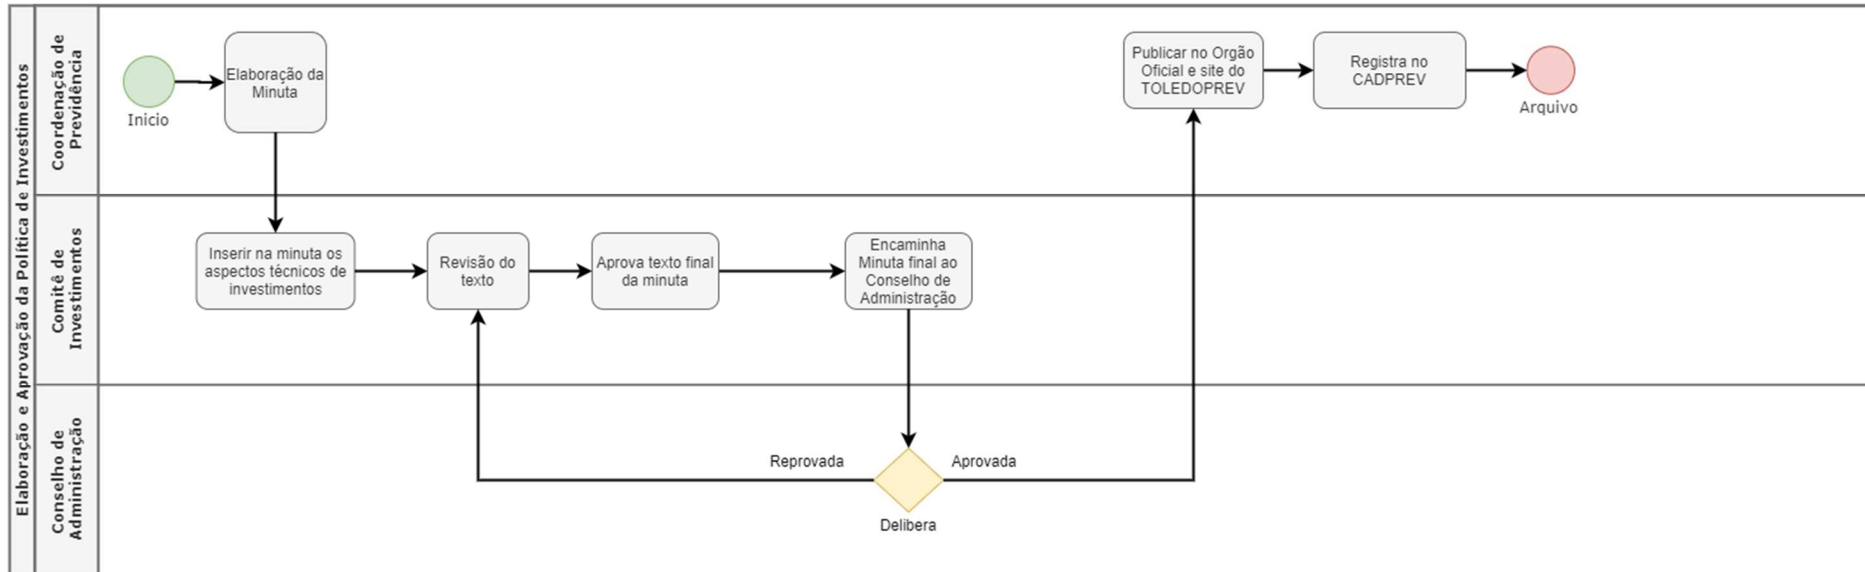 Elaboração e Aprovação da Política de Investimentos
Coordenação de
Previdência
Inicio
Elaboração da
Minuta
Publicar no Orgão
Oficial e site do
TOLEDOPREV
Registra no
CADPREV
Arquivo
Comitê de
Investimentos
Inserir na minuta os
aspectos técnicos de
investimentos
Revisão do
texto
Aprova texto final
da minuta
Encaminha
Minuta final ao
Conselho de
Administração
Conselho de
Administração
Reprovada
Aprovada
Delibera